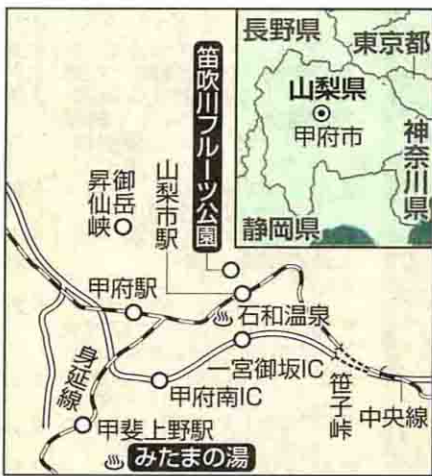 長野県
東京都
山梨県
甲府市
神奈川県
静岡県
笛吹川フルーツ公園
山梨市駅
御岳
昇仙峡
甲府駅
石和温泉
一宮御坂IC
身延線
甲府南IC
笹子峠
中央線
甲斐上野駅
みたまの湯